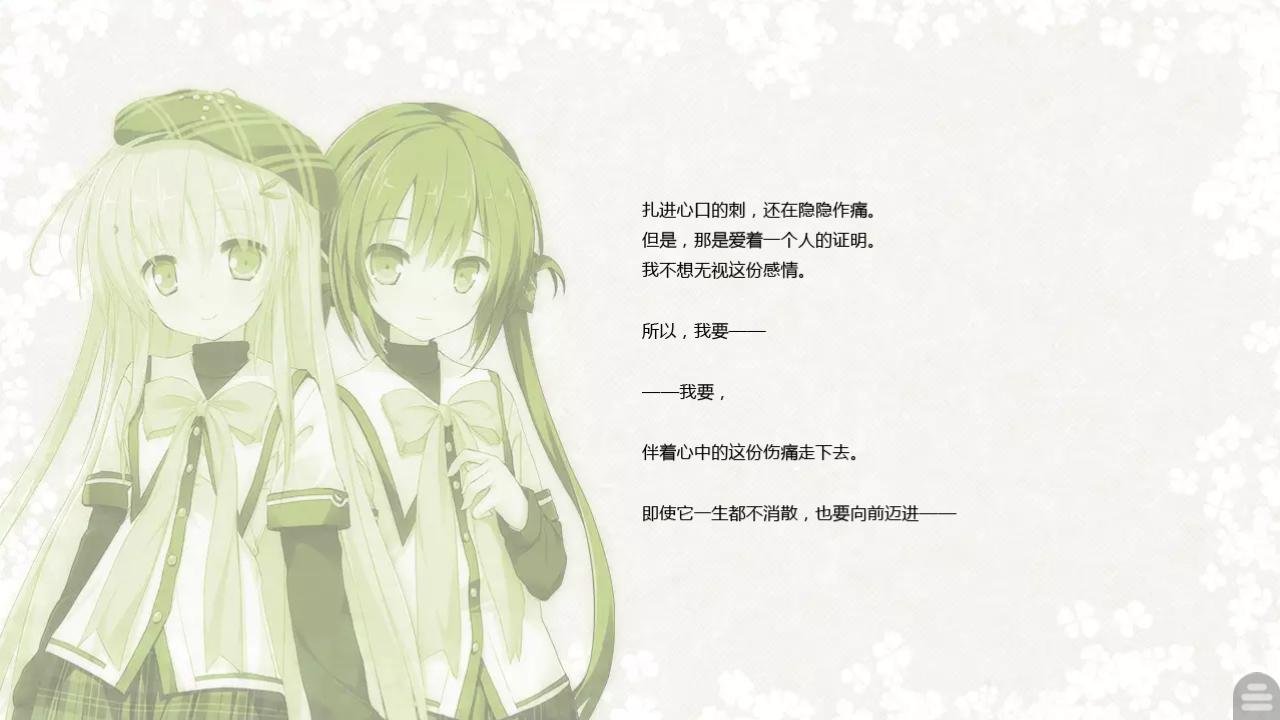 扎进心口的刺，还在隐隐作痛。
但是，那是爱着一个人的证明。
我不想无视这份感情。
所以，我要——
——我要，
伴着心中的这份伤痛走下去。
即使它一生都不消散，也要向前迈进——